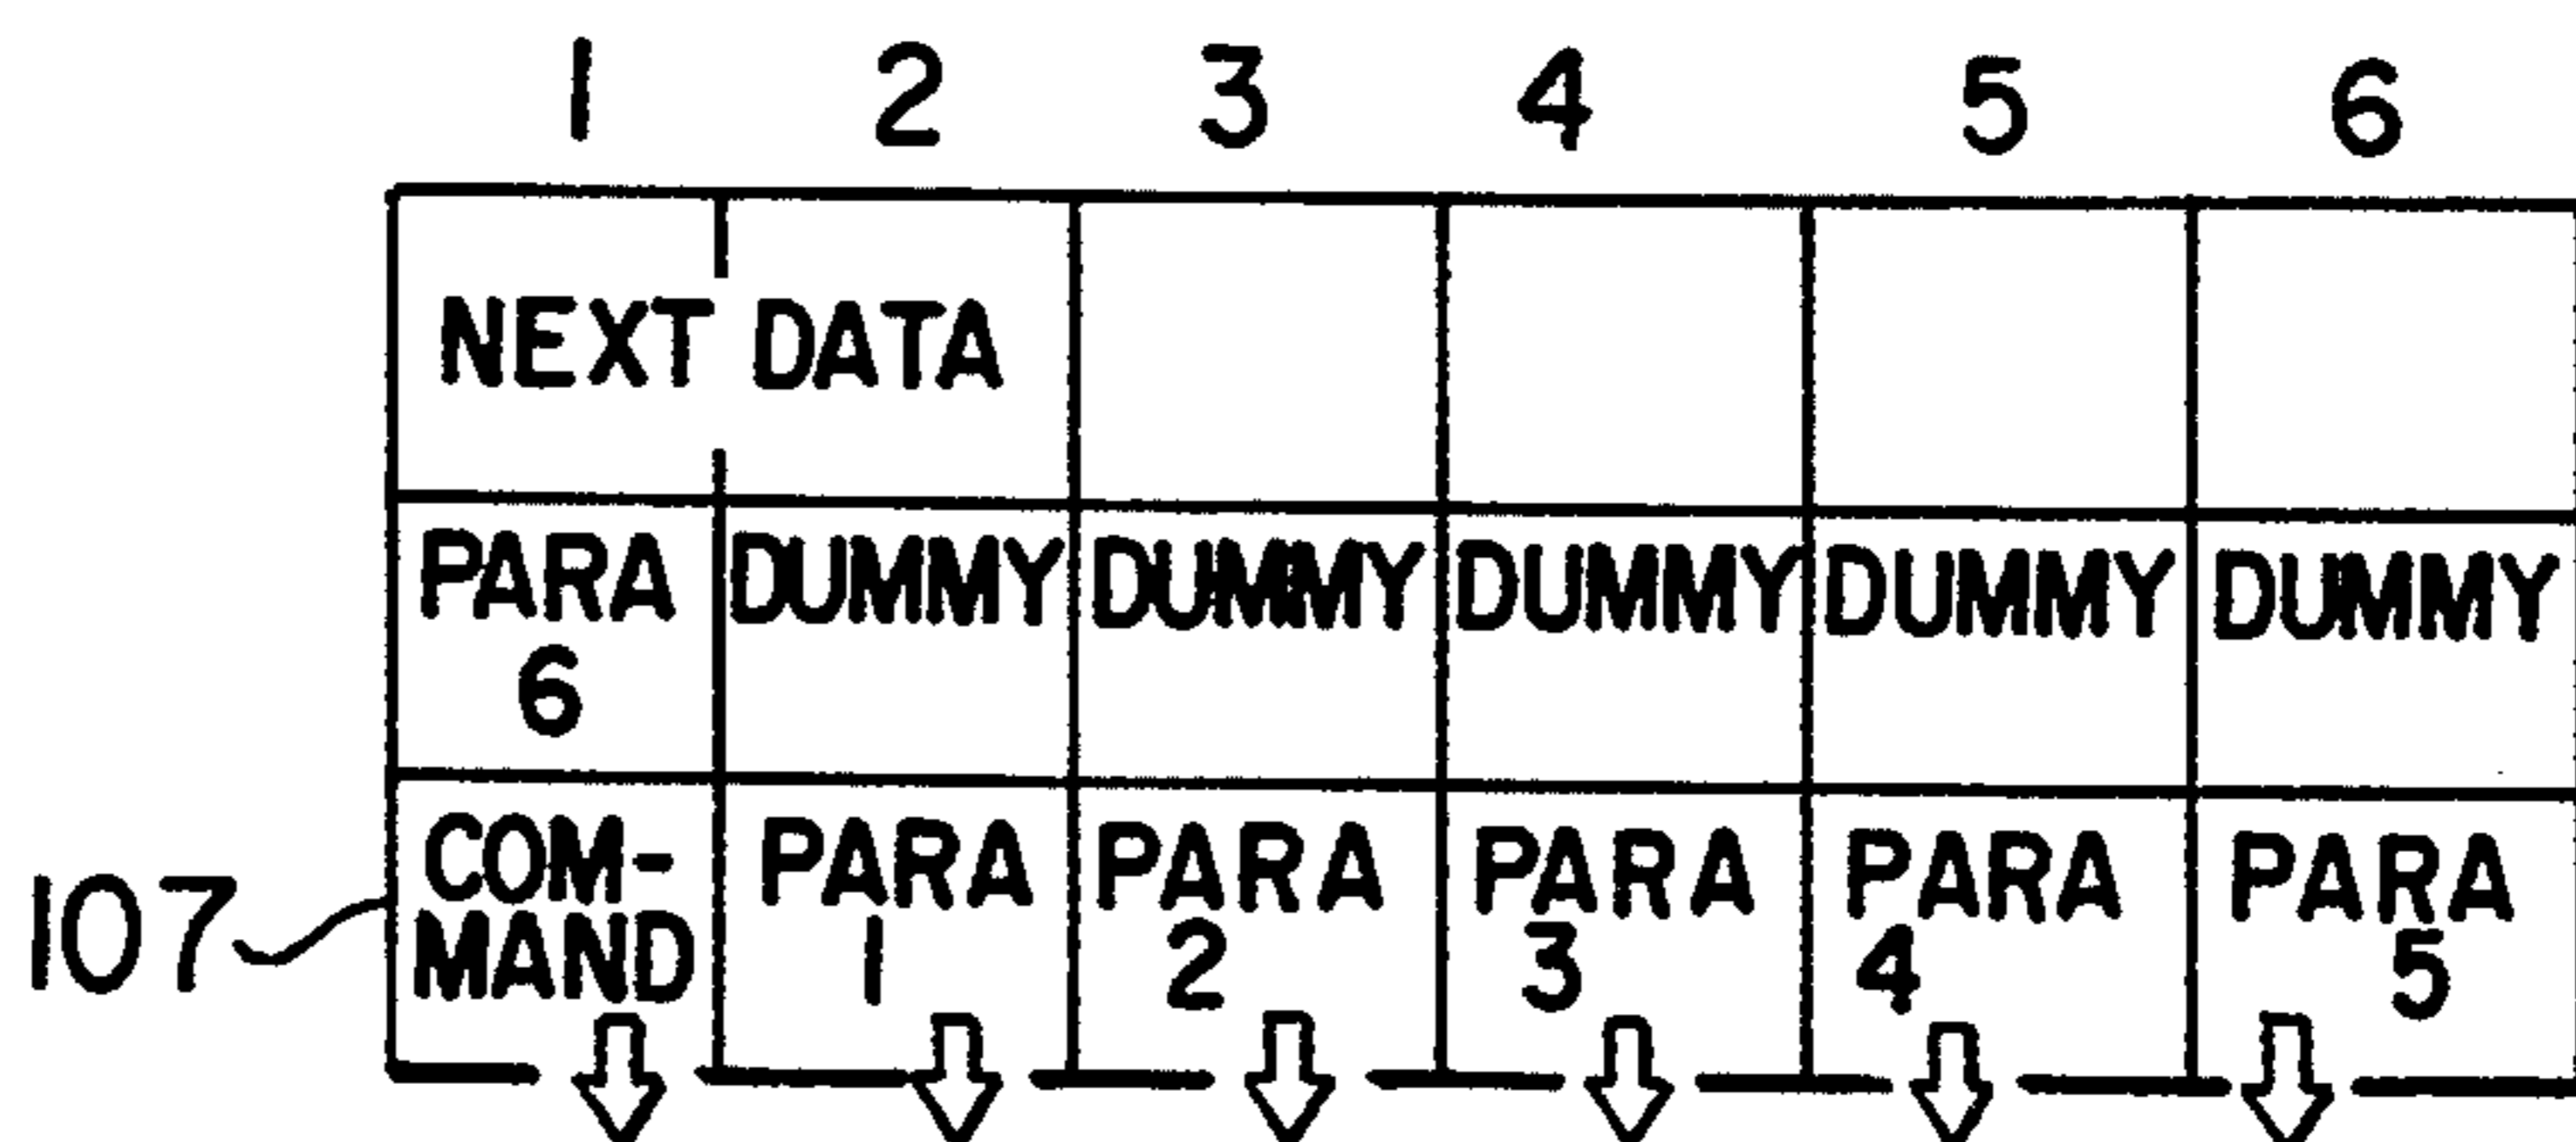 1 2 3 4 5 6
NEXT DATA
PARA 6 DUMMY DUMMY DUMMY DUMMY DUMMY
COM-
MAND PARA 1 PARA 2 PARA 3 PARA 4 PARA 5
107